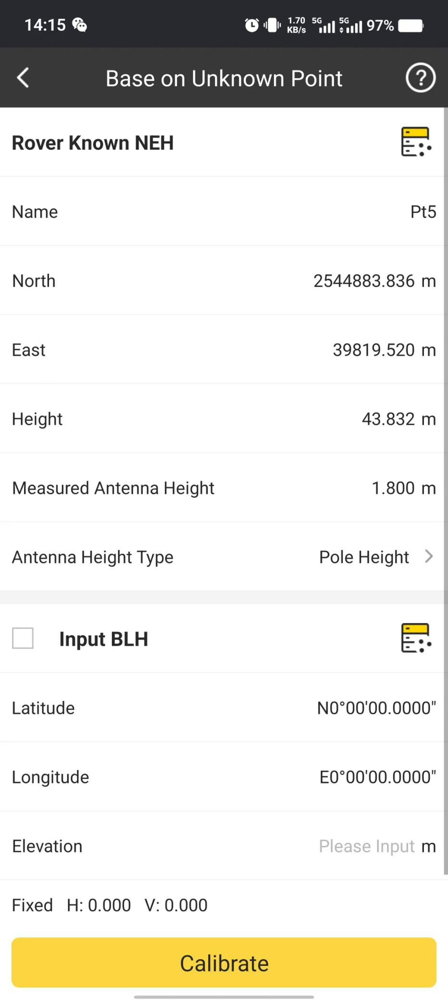 14:15 1.70 KB/s 5G 5G 97%
Base on Unknown Point ?
Rover Known NEH
Name Pt5
North 2544883.836 m
East 39819.520 m
Height 43.832 m
Measured Antenna Height 1.800 m
Antenna Height Type Pole Height
Input BLH
Latitude N0°00'00.0000"
Longitude E0°00'00.0000"
Elevation Please Input m
Fixed H: 0.000 V: 0.000
Calibrate